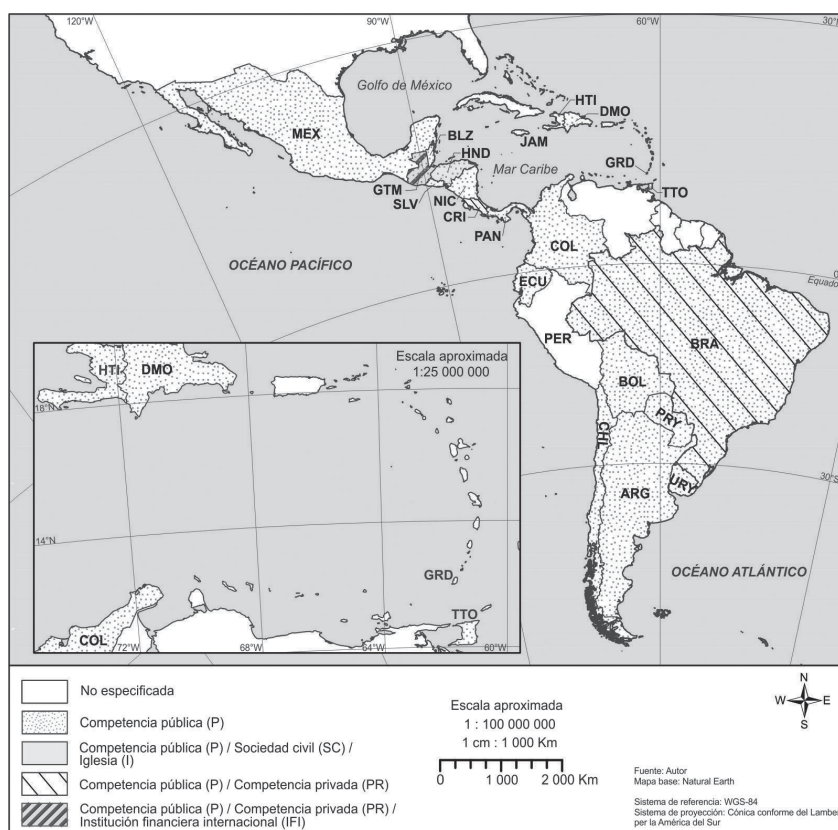 120°W
90°W
60°W
30°
Golfo de México
HTI
DMO
MEX
BLZ
JAM
HND
Mar Caribe
GRD
GTM
TTO
SLV
NIC
CRI
PAN
COL
OCÉANO PACÍFICO
0°
ECU
Equador
PER
BRA
Escala aproximada
1:25 000 000
HTI
DMO
BOL
18°N
PRY
CHL
30°S
URY
ARG
14°N
GRD
OCÉANO ATLÁNTICO
TTO
COL
72°W
68°W
64°W
60°W
No especificada
N
W
E
S
Competencia pública (P)
Escala aproximada
1 : 100 000 000
1 cm : 1 000 Km
Competencia pública (P) / Sociedad civil (SC) /
Iglesia (I)
0
1 000
2 000 Km
Competencia pública (P) / Competencia privada (PR)
Fuente: Autor
Mapa base: Natural Earth
Competencia pública (P) / Competencia privada (PR) /
Institución financiera internacional (IFI)
Sistema de referencia: WGS-84
Sistema de proyección: Cónica conforme del Lamber
per la América del Sur